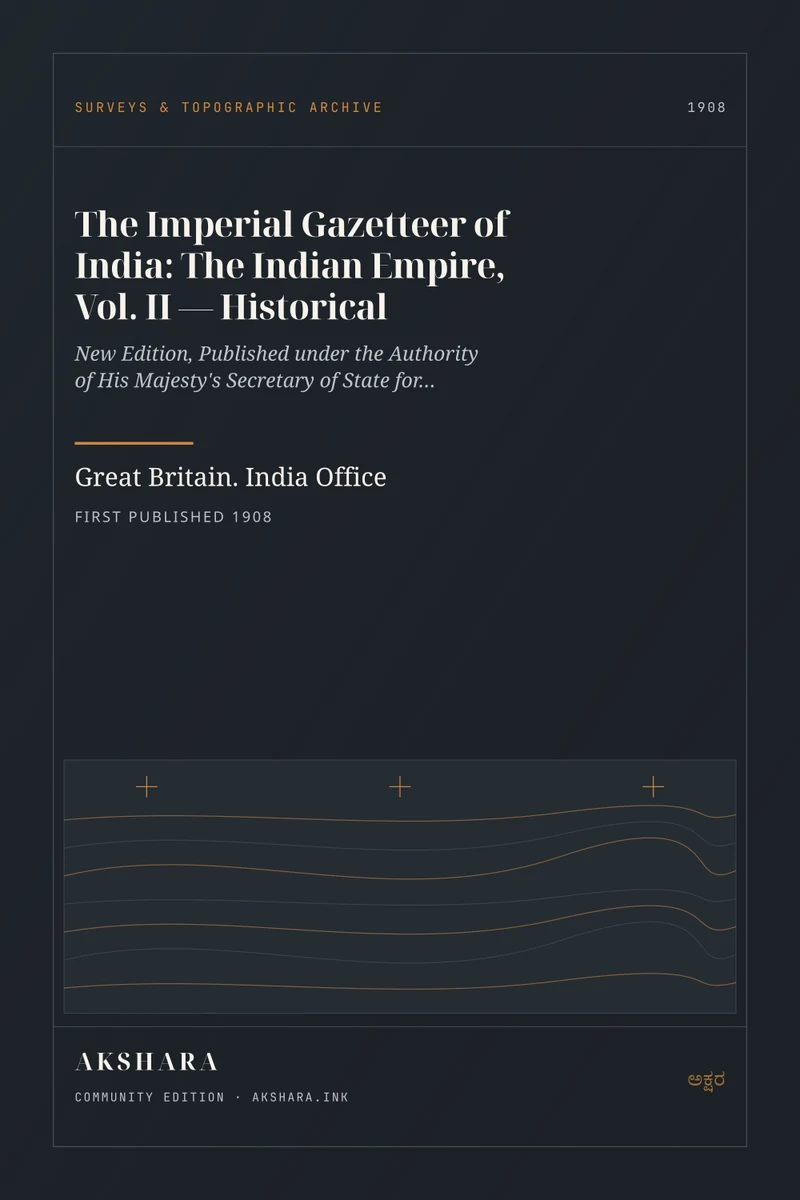 SURVEYS & TOPOGRAPHIC ARCHIVE
1908
The Imperial Gazetteer of
India: The Indian Empire,
Vol. II — Historical
New Edition, Published under the Authority
of His Majesty's Secretary of State for...
Great Britain. India Office
FIRST PUBLISHED 1908
AKSHARA
COMMUNITY EDITION · AKSHARA.INK
ಅಕ್ಷರ